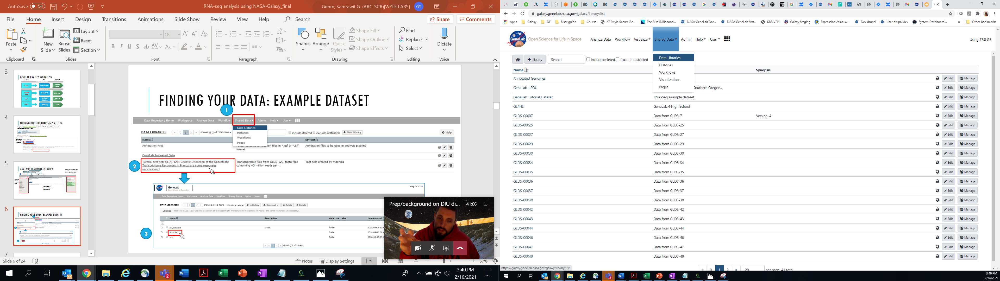 AutoSave Off
RNA-seq analysis using NASA-Galaxy_final
Gebre, Samrawit G. (ARC-SCR)[WYLE LABS] GS
File Home Insert Design Transitions Animations Slide Show Review View Help Search Share Comments
Paste
New Slide
Reuse Slides
Layout
Reset
Section
18
Shapes
Arrange
Quick Styles
Shape Fill
Shape Outline
Shape Effects
Find
Replace
Select
Dictate
Clipboard Slides Font Paragraph Drawing Editing Voice
3
GENELAB RNA-SEQ WORKFLOW
4
LOGGING INTO THE ANALYSIS PLATFORM
5
ANALYSIS PLATFORM OVERVIEW
6
FINDING YOUR DATA: EXAMPLE DATASET
7
FINDING YOUR DATA: EXAMPLE DATASET
1
Data Repository Home Workspace Analyze Data Workflow Shared Data Admin Help User
Data Libraries
Histories
Workflows
Pages
DATA LIBRARIES « 0 1 2 » showing 3 of 3 libraries include deleted exclude restricted + New Library Help
name synopsis
Annotation Files annotation files in *.gtf or *.gff format Annotation files to be used in analysis pipeline
GeneLab Processed Data
2
Tutorial test set: GLDS-120: Genetic Dissection of the Spaceflight
Transcriptome Responses in Plants: are some responses
unnecessary?
Transcriptomic files from GLDS-120, fastq files
containing ~3 million reads per ...
Test sets created by mgeniza
NASA GeneLab
Open Science for Exploration
Using 24.0 GB
Data Repository Home Workspace Analyze Data Workflow Shared Data Help User
DATA LIBRARIES « 0 1 2 » showing 3 of 3 items include deleted to History Download Delete Details
Libraries Test sets GLDS-120: Genetic Dissection of the Spaceflight Transcriptome Responses in Plants: are some responses unnecessary?
name description data type size time updated
ref_genome tair10 folder 2018-05-03 12:0
3
RNA-Seq folder 2018-05-10 09:0
test folder 2018-06-15 05:2
« 0 1 2 » showing 3 of 3 items
Prep/background on DIU di... 41:06
Slide 6 of 24 Notes Display Settings 67%
3:40 PM
2/16/2021
galaxy.genelab.nasa.gov/galaxy/library/list
Apps Galaxy DE User guide Course KBRwyle Secure Ac... The Risa R/Biocond... NASA GeneLab Dat... NASA GeneLab Stst... KBR VPN Galaxy Staging Expression Atlas <... Dev drupal User drupal dev System Dashboard... » Other bookmarks
GeneLab Open Science for Life in Space Analyze Data Workflow Visualize Shared Data Admin Help User Using 27.0 GB
Data Libraries
Histories
Workflows
Visualizations
Pages
+ Library Search include deleted exclude restricted
Name Synopsis
Annotated Genomes Edit Manage
GeneLab - SOU Southern Oregon... Edit Manage
GeneLab Tutorial Dataset RNA-Seq example dataset Edit Manage
GL4HS GeneLab 4 High School Edit Manage
GLDS-00007 Data from GLDS-7 Version: 4 Edit Manage
GLDS-00025 Data from GLDS-25 Edit Manage
GLDS-00027 Data from GLDS-27 Edit Manage
GLDS-00029 Data from GLDS-29 Edit Manage
GLDS-00030 Data from GLDS-30 Edit Manage
GLDS-00034 Data from GLDS-34 Edit Manage
GLDS-00035 Data from GLDS-35 Edit Manage
GLDS-00036 Data from GLDS-36 Edit Manage
GLDS-00037 Data from GLDS-37 Edit Manage
GLDS-00038 Data from GLDS-38 Edit Manage
GLDS-00042 Data from GLDS-42 Edit Manage
GLDS-00043 Data from GLDS-43 Edit Manage
GLDS-00044 Data from GLDS-44 Edit Manage
GLDS-00046 Data from GLDS-46 Edit Manage
GLDS-00047 Data from GLDS-47 Edit Manage
GLDS-00048 Data from GLDS-48 Edit Manage
« 0 1 2 » 20 per page, 41 total
https://galaxy.genelab.nasa.gov/galaxy/library/list
3:40 PM
2/16/2021